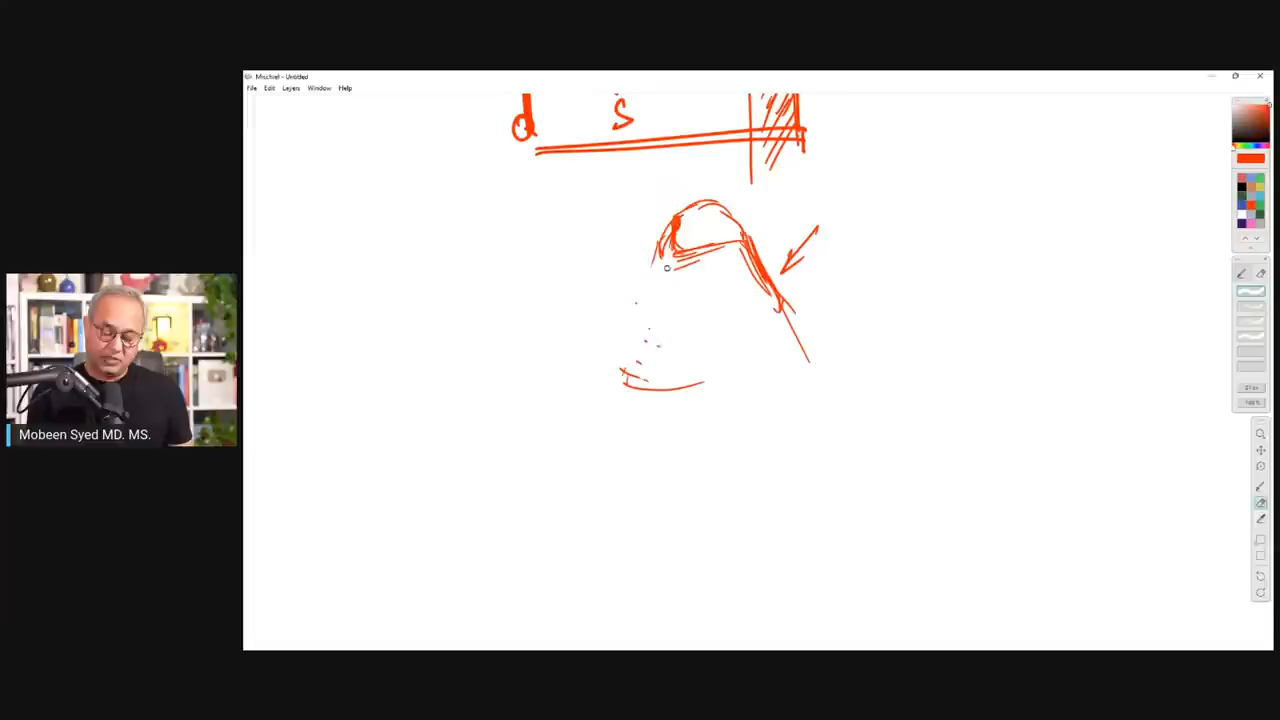 Mischief - Untitled
File Edit Layers Window Help
d s
Mobeen Syed MD. MS.